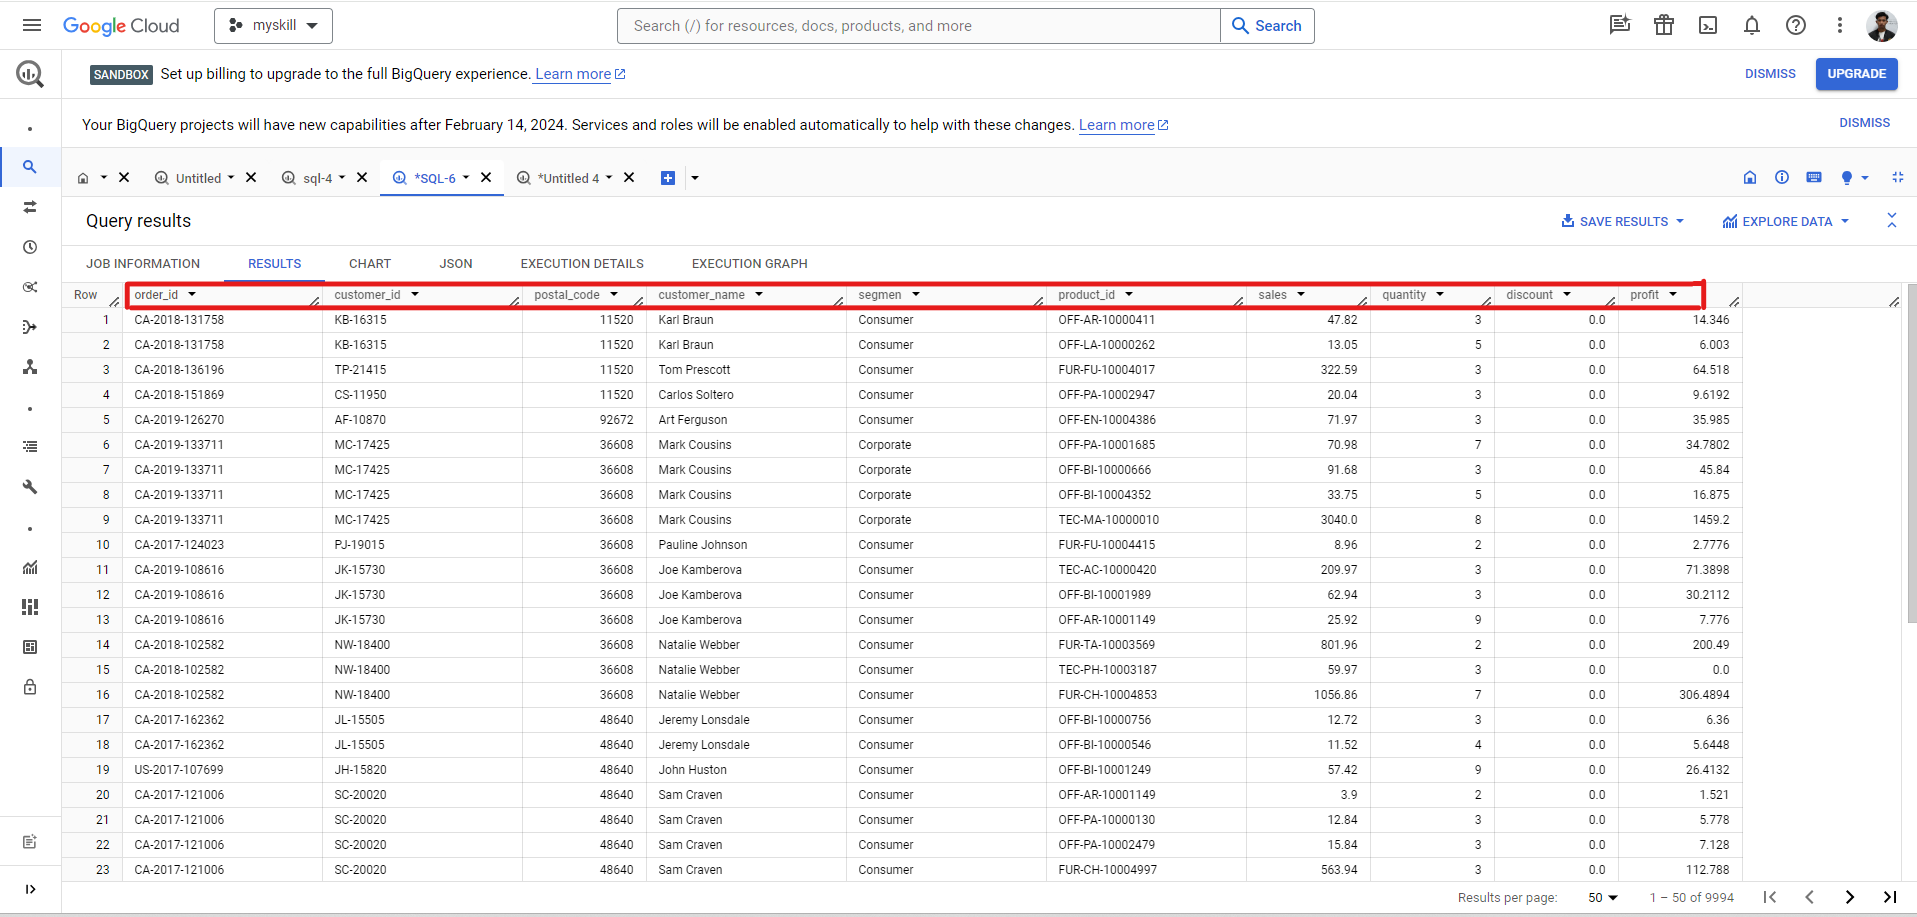 Google Cloud myskill Search (/) for resources, docs, products, and more Search
SANDBOX Set up billing to upgrade to the full BigQuery experience. Learn more DISMISS UPGRADE
Your BigQuery projects will have new capabilities after February 14, 2024. Services and roles will be enabled automatically to help with these changes. Learn more DISMISS
Untitled sql-4 *SQL-6 *Untitled 4
Query results SAVE RESULTS EXPLORE DATA
JOB INFORMATION RESULTS CHART JSON EXECUTION DETAILS EXECUTION GRAPH
Row order_id customer_id postal_code customer_name segmen product_id sales quantity discount profit
1 CA-2018-131758 KB-16315 11520 Karl Braun Consumer OFF-AR-10000411 47.82 3 0.0 14.346
2 CA-2018-131758 KB-16315 11520 Karl Braun Consumer OFF-LA-10000262 13.05 5 0.0 6.003
3 CA-2018-136196 TP-21415 11520 Tom Prescott Consumer FUR-FU-10004017 322.59 3 0.0 64.518
4 CA-2018-151869 CS-11950 11520 Carlos Soltero Consumer OFF-PA-10002947 20.04 3 0.0 9.6192
5 CA-2019-126270 AF-10870 92672 Art Ferguson Consumer OFF-EN-10004386 71.97 3 0.0 35.985
6 CA-2019-133711 MC-17425 36608 Mark Cousins Corporate OFF-PA-10001685 70.98 7 0.0 34.7802
7 CA-2019-133711 MC-17425 36608 Mark Cousins Corporate OFF-BI-10000666 91.68 3 0.0 45.84
8 CA-2019-133711 MC-17425 36608 Mark Cousins Corporate OFF-BI-10004352 33.75 5 0.0 16.875
9 CA-2019-133711 MC-17425 36608 Mark Cousins Corporate TEC-MA-10000010 3040.0 8 0.0 1459.2
10 CA-2017-124023 PJ-19015 36608 Pauline Johnson Consumer FUR-FU-10004415 8.96 2 0.0 2.7776
11 CA-2019-108616 JK-15730 36608 Joe Kamberova Consumer TEC-AC-10000420 209.97 3 0.0 71.3898
12 CA-2019-108616 JK-15730 36608 Joe Kamberova Consumer OFF-BI-10001989 62.94 3 0.0 30.2112
13 CA-2019-108616 JK-15730 36608 Joe Kamberova Consumer OFF-AR-10001149 25.92 9 0.0 7.776
14 CA-2018-102582 NW-18400 36608 Natalie Webber Consumer FUR-TA-10003569 801.96 2 0.0 200.49
15 CA-2018-102582 NW-18400 36608 Natalie Webber Consumer TEC-PH-10003187 59.97 3 0.0 0.0
16 CA-2018-102582 NW-18400 36608 Natalie Webber Consumer FUR-CH-10004853 1056.86 7 0.0 306.4894
17 CA-2017-162362 JL-15505 48640 Jeremy Lonsdale Consumer OFF-BI-10000756 12.72 3 0.0 6.36
18 CA-2017-162362 JL-15505 48640 Jeremy Lonsdale Consumer OFF-BI-10000546 11.52 4 0.0 5.6448
19 US-2017-107699 JH-15820 48640 John Huston Consumer OFF-BI-10001249 57.42 9 0.0 26.4132
20 CA-2017-121006 SC-20020 48640 Sam Craven Consumer OFF-AR-10001149 3.9 2 0.0 1.521
21 CA-2017-121006 SC-20020 48640 Sam Craven Consumer OFF-PA-10000130 12.84 3 0.0 5.778
22 CA-2017-121006 SC-20020 48640 Sam Craven Consumer OFF-PA-10002479 15.84 3 0.0 7.128
23 CA-2017-121006 SC-20020 48640 Sam Craven Consumer FUR-CH-10004997 563.94 3 0.0 112.788
Results per page: 50 1 – 50 of 9994